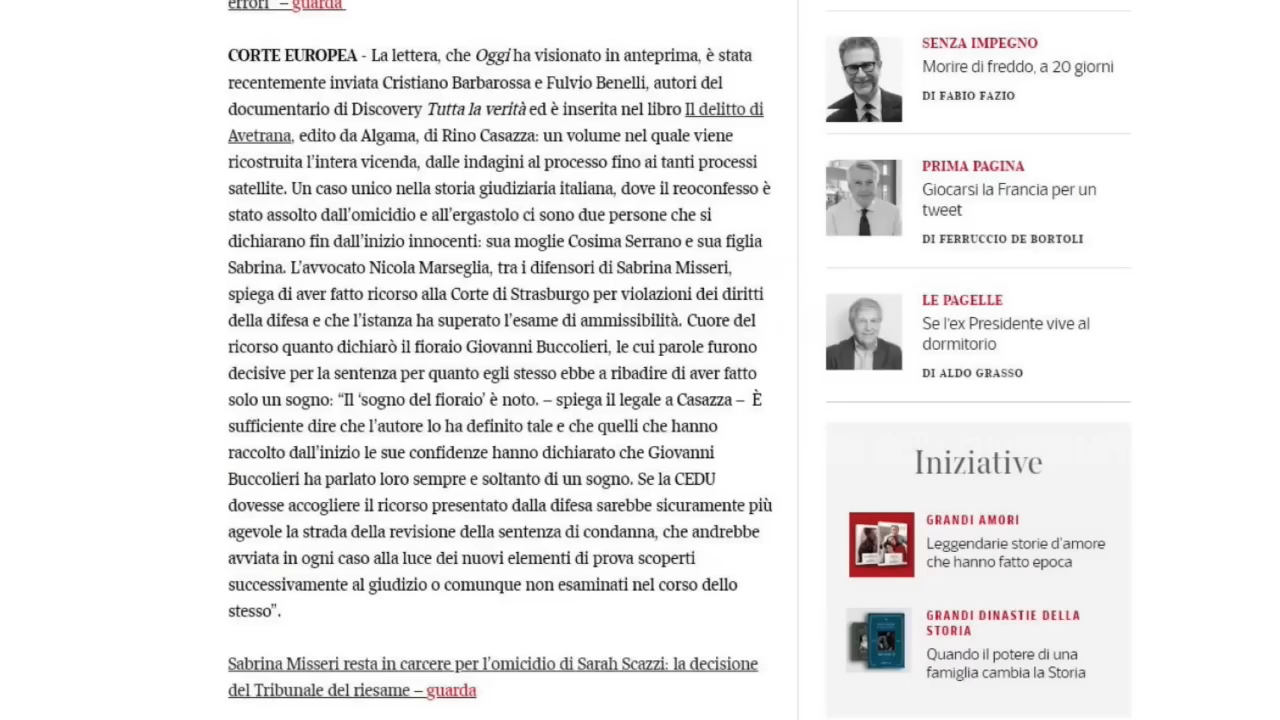 errori" – guarda
CORTE EUROPEA - La lettera, che Oggi ha visionato in anteprima, è stata
recentemente inviata Cristiano Barbarossa e Fulvio Benelli, autori del
documentario di Discovery Tutta la verità ed è inserita nel libro Il delitto di
Avetrana, edito da Algama, di Rino Casazza: un volume nel quale viene
ricostruita l'intera vicenda, dalle indagini al processo fino ai tanti processi
satellite. Un caso unico nella storia giudiziaria italiana, dove il reoconfesso è
stato assolto dall'omicidio e all'ergastolo ci sono due persone che si
dichiarano fin dall'inizio innocenti: sua moglie Cosima Serrano e sua figlia
Sabrina. L'avvocato Nicola Marseglia, tra i difensori di Sabrina Misseri,
spiega di aver fatto ricorso alla Corte di Strasburgo per violazioni dei diritti
della difesa e che l'istanza ha superato l'esame di ammissibilità. Cuore del
ricorso quanto dichiarò il fioraio Giovanni Buccolieri, le cui parole furono
decisive per la sentenza per quanto egli stesso ebbe a ribadire di aver fatto
solo un sogno: “Il ‘sogno del fioraio’ è noto. – spiega il legale a Casazza – È
sufficiente dire che l'autore lo ha definito tale e che quelli che hanno
raccolto dall'inizio le sue confidenze hanno dichiarato che Giovanni
Buccolieri ha parlato loro sempre e soltanto di un sogno. Se la CEDU
dovesse accogliere il ricorso presentato dalla difesa sarebbe sicuramente più
agevole la strada della revisione della sentenza di condanna, che andrebbe
avviata in ogni caso alla luce dei nuovi elementi di prova scoperti
successivamente al giudizio o comunque non esaminati nel corso dello
stesso”.
Sabrina Misseri resta in carcere per l'omicidio di Sarah Scazzi: la decisione
del Tribunale del riesame – guarda
SENZA IMPEGNO
Morire di freddo, a 20 giorni
DI FABIO FAZIO
PRIMA PAGINA
Giocarsi la Francia per un
tweet
DI FERRUCCIO DE BORTOLI
LE PAGELLE
Se l'ex Presidente vive al
dormitorio
DI ALDO GRASSO
Iniziative
GRANDI AMORI
Leggendarie storie d'amore
che hanno fatto epoca
GRANDI DINASTIE DELLA
STORIA
Quando il potere di una
famiglia cambia la Storia